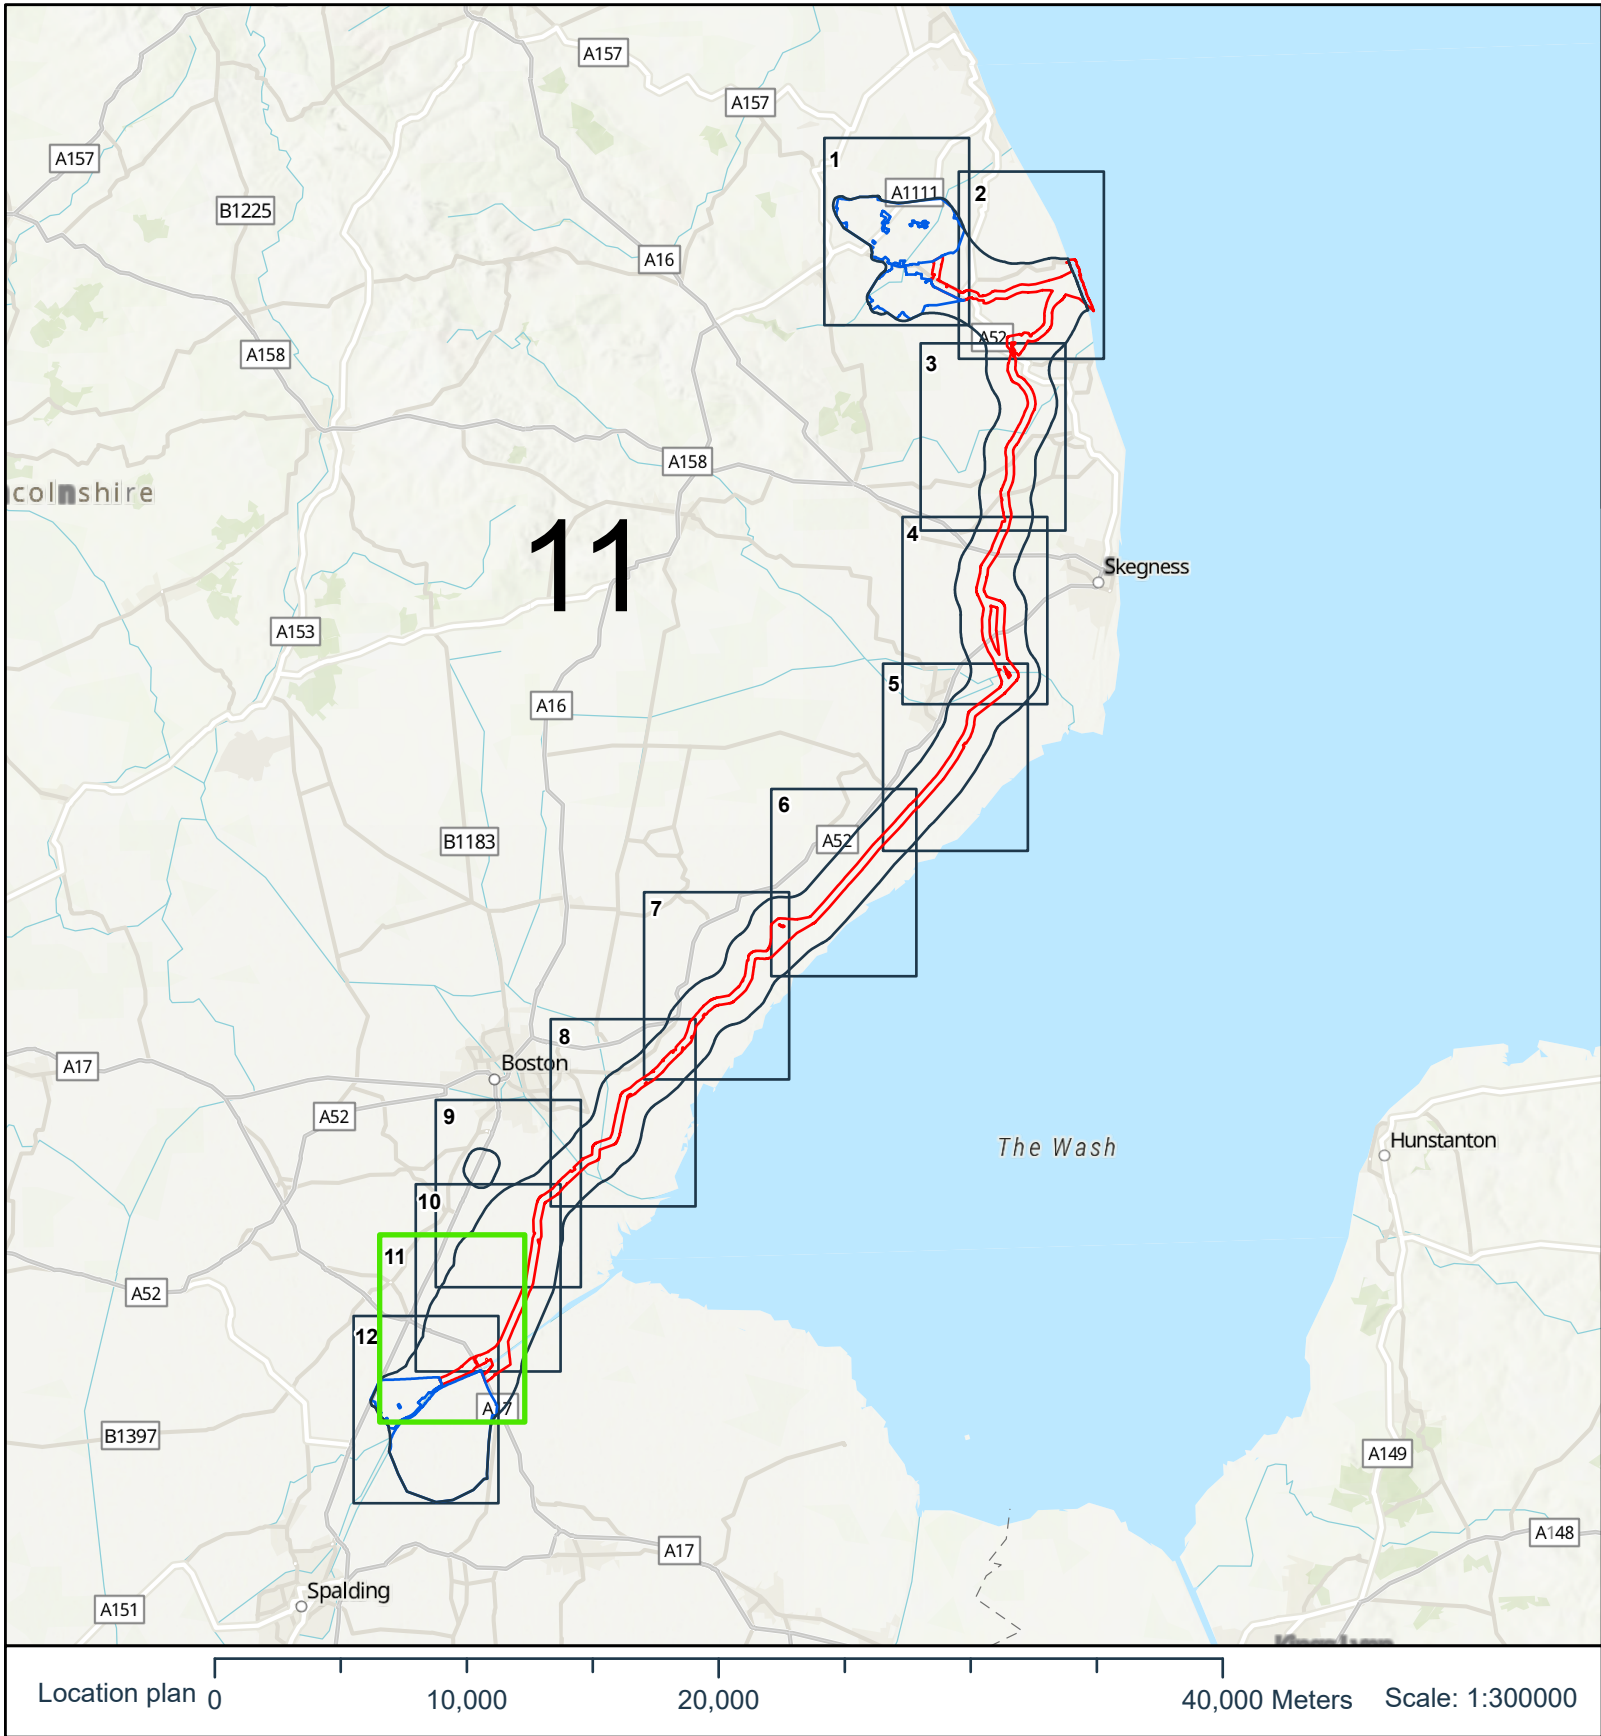 A157
A157
A157
1
A1111
2
B1225
A16
A52
A158
3
A158
colnshire
11
4
Skegness
A153
5
A16
6
B1183
A52
7
8
Boston
A17
9
A52
The Wash
Hunstanton
10
11
A52
12
A17
B1397
A149
A148
A17
Spalding
A151
Location plan 0 10,000 20,000 40,000 Meters Scale: 1:300000